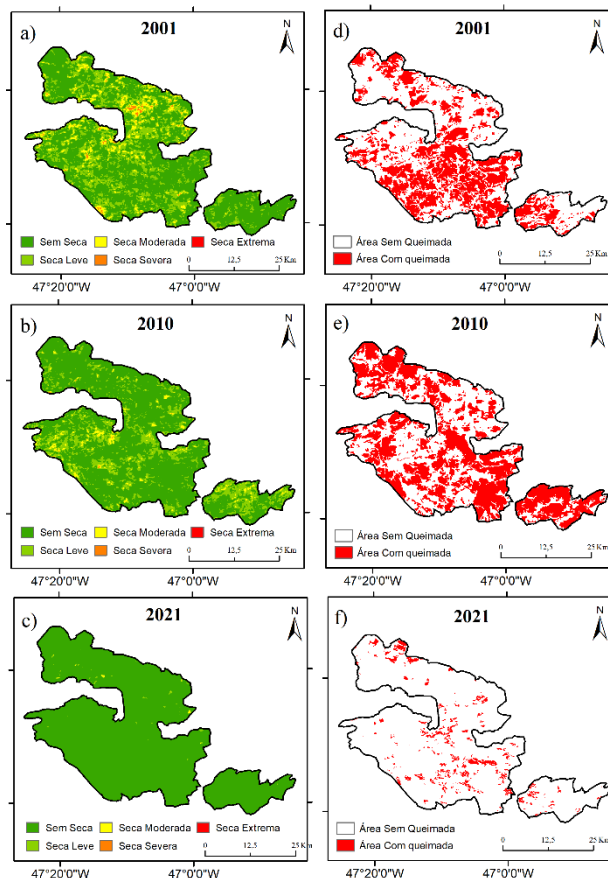 a)
2001
N
Sem Seca
Seca Moderada
Seca Extrema
Seca Leve
Seca Severa
0
12,5
25 Km
47°20'0"W
47°0'0"W
d)
2001
N
Área Sem Queimada
Área Com queimada
0
12,5
25 Km
47°20'0"W
47°0'0"W
b)
2010
N
Sem Seca
Seca Moderada
Seca Extrema
Seca Leve
Seca Severa
0
12,5
25 Km
47°20'0"W
47°0'0"W
e)
2010
N
Área Sem Queimada
Área Com queimada
0
12,5
25 Km
47°20'0"W
47°0'0"W
c)
2021
N
Sem Seca
Seca Moderada
Seca Extrema
Seca Leve
Seca Severa
0
12,5
25 Km
47°20'0"W
47°0'0"W
f)
2021
N
Área Sem Queimada
Área Com queimada
0
12,5
25 Km
47°20'0"W
47°0'0"W